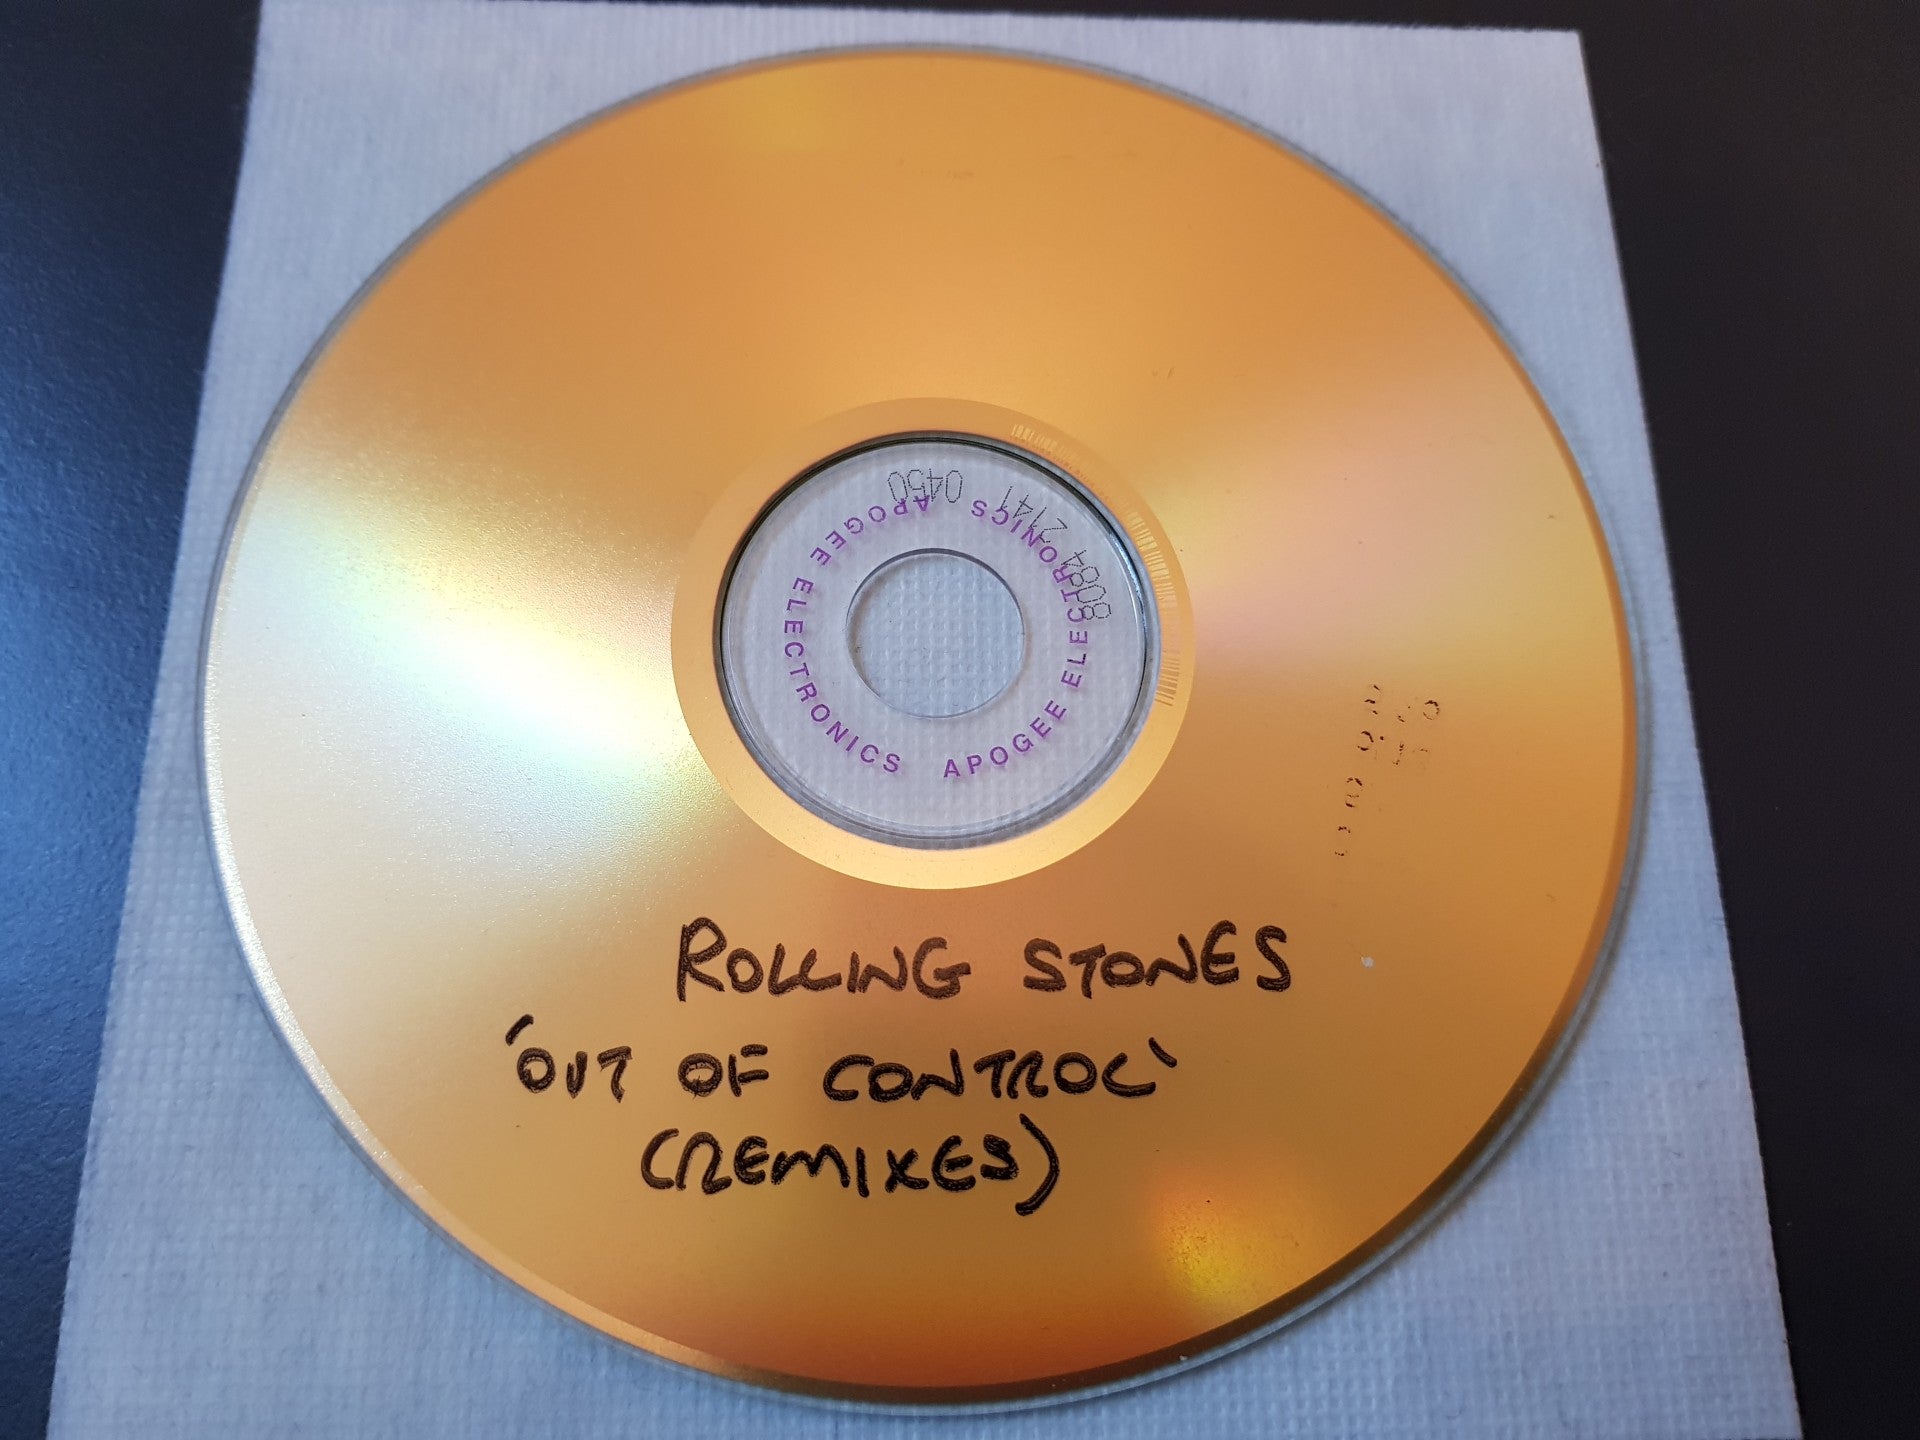 0450 2141 8084
APOGEE ELECTRONICS APOGEE ELECTRONICS
ROLLING STONES
'OUT OF CONTROL'
(REMIXES)